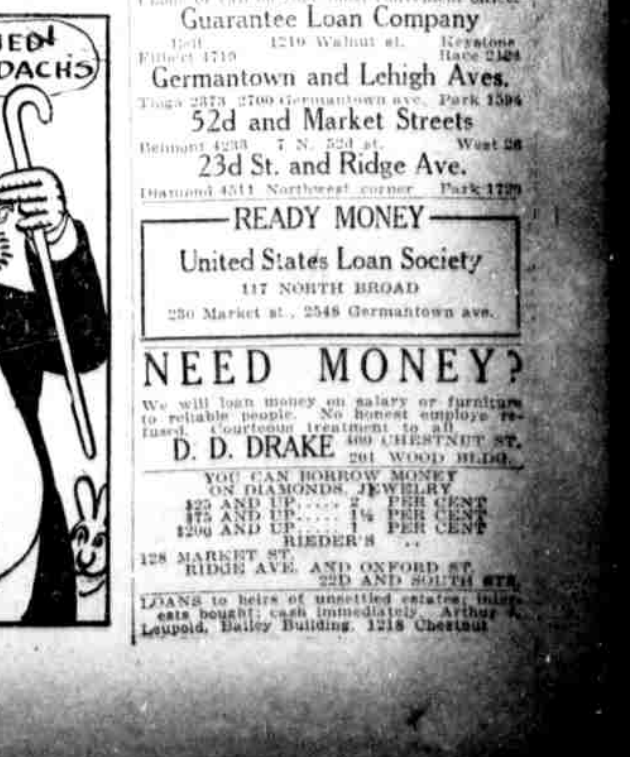 ED!
DACHS
Guarantee Loan Company
Bell 1219 Walnut st. Keystone
Filbert 4719 Race 2124
Germantown and Lehigh Aves.
Tioga 2373 2700 Germantown ave. Park 1594
52d and Market Streets
Belmont 4233 7 N. 52d st. West 26
23d St. and Ridge Ave.
Diamond 4511 Northwest corner Park 1729
READY MONEY
United States Loan Society
117 NORTH BROAD
230 Market st., 2548 Germantown ave.
NEED MONEY?
We will loan money on salary or furniture
to reliable people. No honest employe re-
fused. Courteous treatment to all
D. D. DRAKE 400 CHESTNUT ST.
201 WOOD BLDG.
YOU CAN BORROW MONEY
ON DIAMONDS, JEWELRY
$25 AND UP..... 2 PER CENT
$75 AND UP..... 1½ PER CENT
$200 AND UP..... 1 PER CENT
RIEDER'S
128 MARKET ST.
RIDGE AVE. AND OXFORD ST.
22D AND SOUTH STS.
LOANS to heirs of unsettled estates; inter-
ests bought; cash immediately. Arthur
Leupold, Bailey Building, 1218 Chestnut